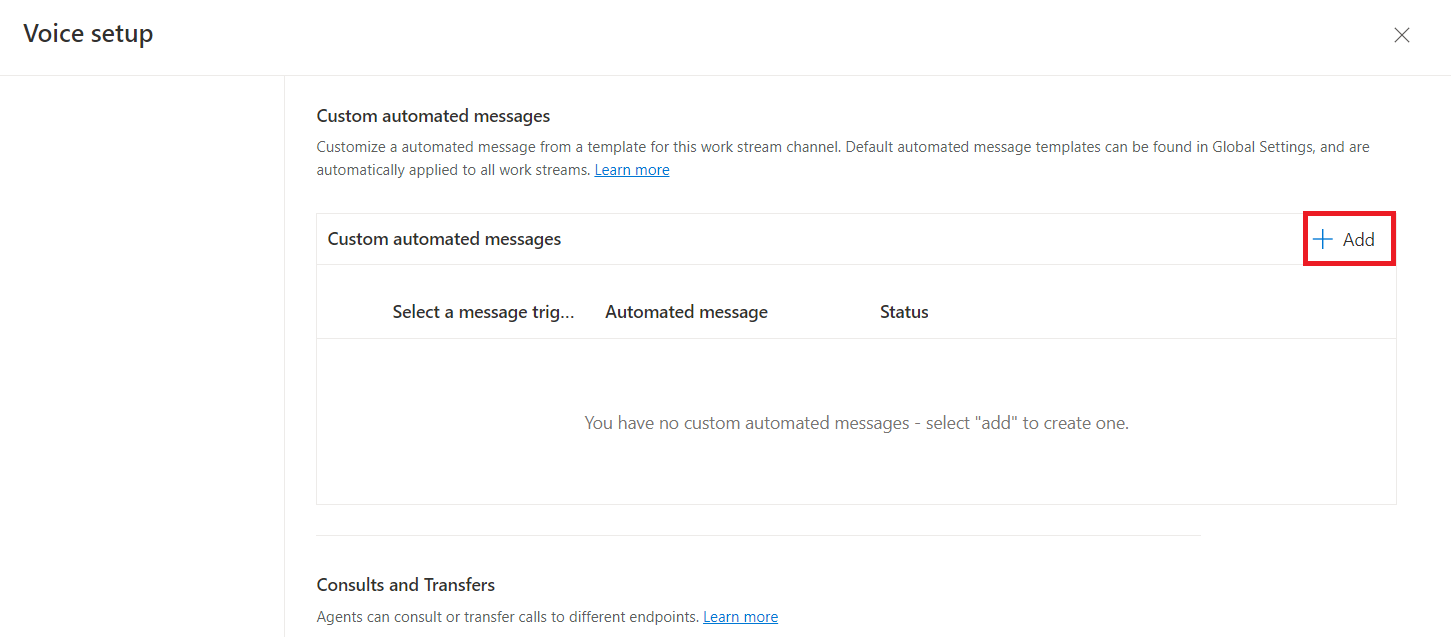 Voice setup
Custom automated messages
Customize a automated message from a template for this work stream channel. Default automated message templates can be found in Global Settings, and are
automatically applied to all work streams. Learn more
Custom automated messages
Add
Select a message trig... Automated message Status
You have no custom automated messages - select "add" to create one.
Consults and Transfers
Agents can consult or transfer calls to different endpoints. Learn more